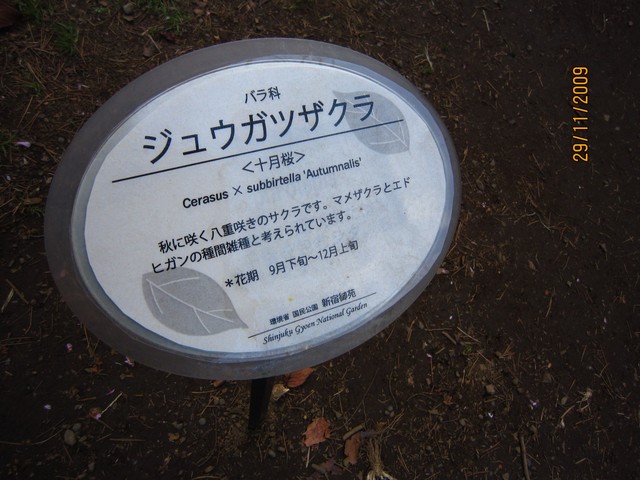 バラ科
ジュウガツザクラ
＜十月桜＞
Cerasus × subbirtella 'Autumnalis'
秋に咲く八重咲きのサクラです。マメザクラとエド
ヒガンの種間雑種と考えられています。
＊花期 9月下旬～12月上旬
環境省 国民公園 新宿御苑
Shinjuku Gyoen National Garden
29/11/2009